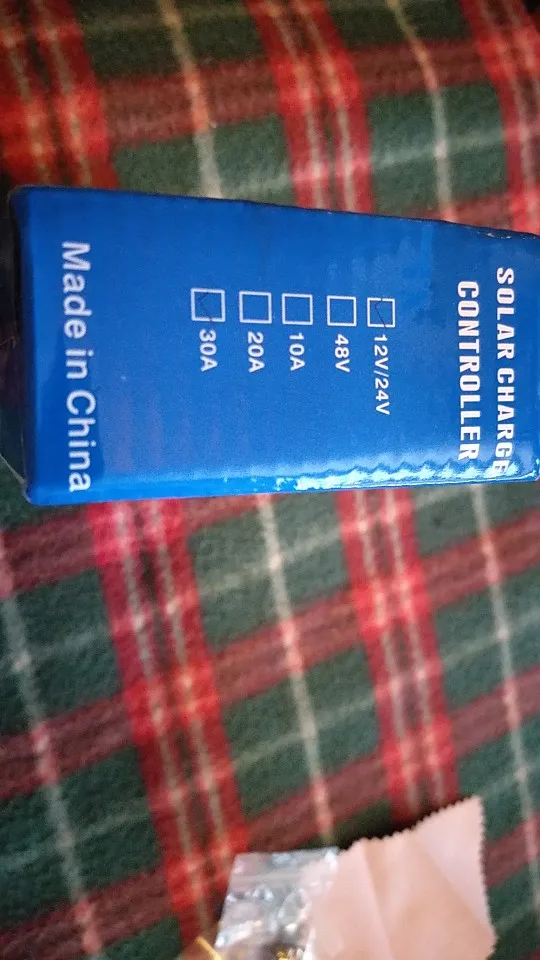 SOLAR CHARGE
CONTROLLER
12V/24V
48V
10A
20A
30A
Made in China